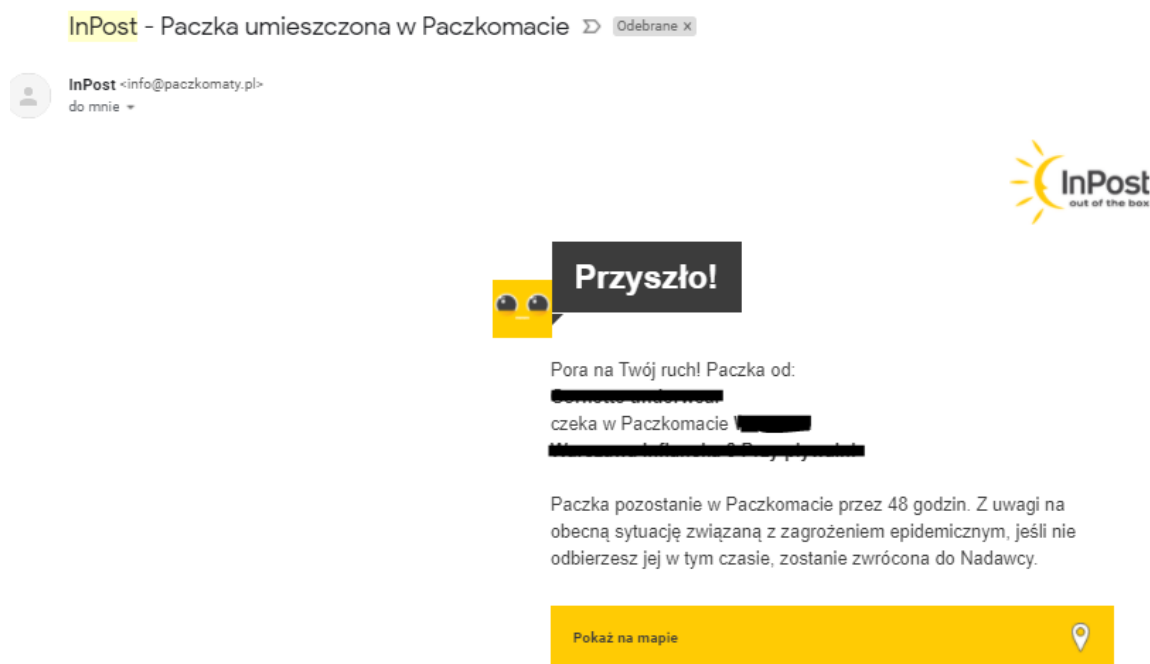 InPost - Paczka umieszczona w Paczkomacie Odebrane x
InPost <info@paczkomaty.pl>
do mnie
InPost
out of the box
Przyszło!
Pora na Twój ruch! Paczka od:
czeka w Paczkomacie
Paczka pozostanie w Paczkomacie przez 48 godzin. Z uwagi na
obecną sytuację związaną z zagrożeniem epidemicznym, jeśli nie
odbierzesz jej w tym czasie, zostanie zwrócona do Nadawcy.
Pokaż na mapie